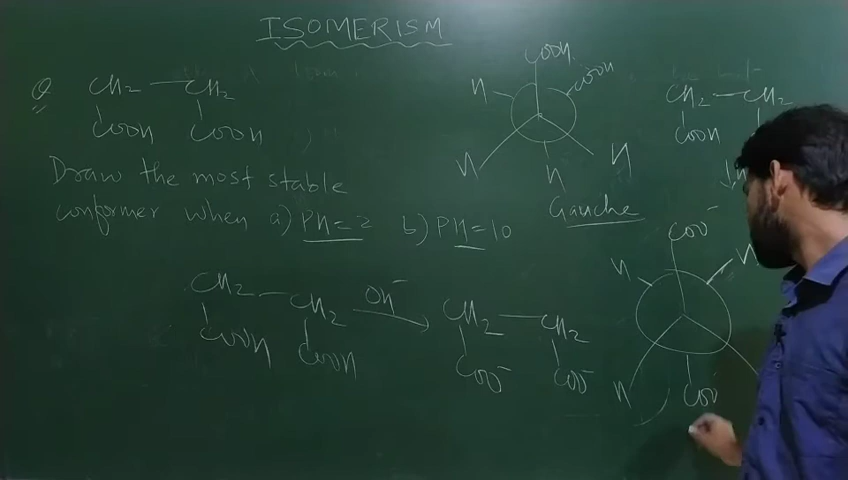 ISOMERISM
Q CH2 — CH2
COOH COOH
Draw the most stable
conformer when a) PH=2 b) PH=10
CH2 — CH2 OH⁻ CH2 — CH2
COOH COOH COO⁻ COO⁻
COOH
COOH
H
H H
H
Gauche
CH2 — CH2
COOH
COO⁻
H H
H
COO